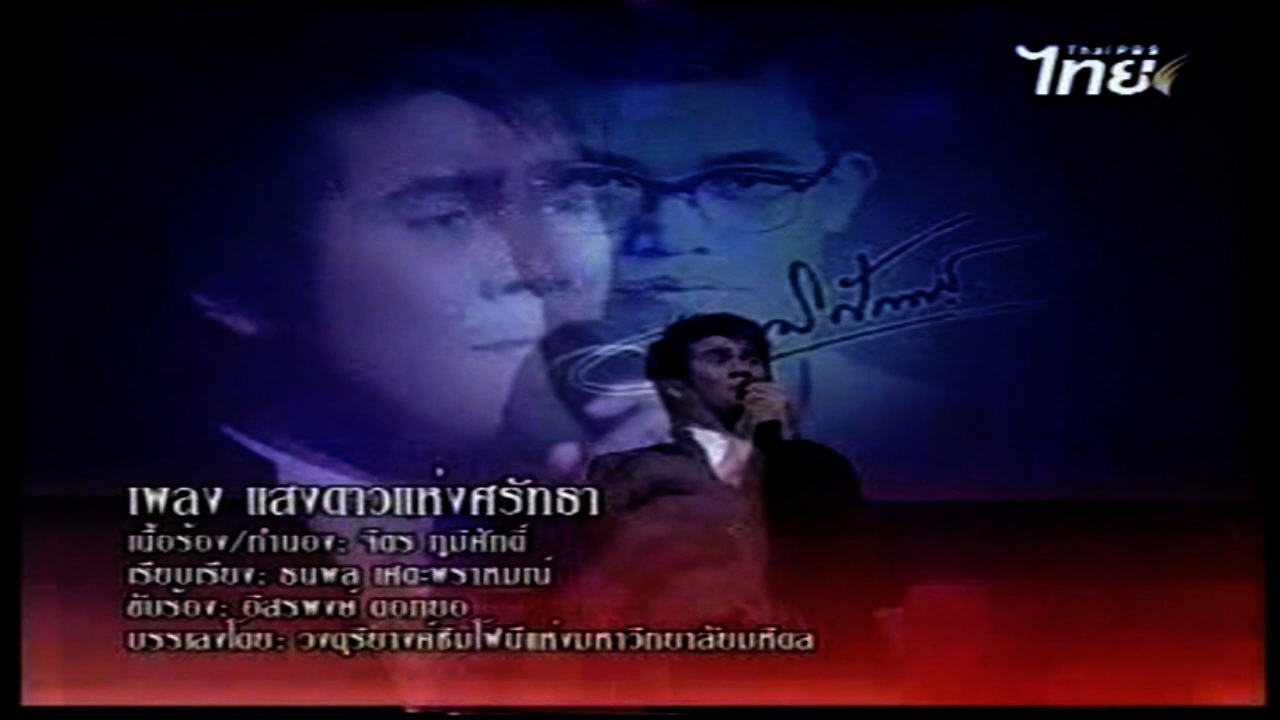 Thai PBS
ไทย
เพลง แสงดาวแห่งศรัทธา
เนื้อร้อง/ทำนอง: จิตร ภูมิศักดิ์
เรียบเรียง: ธนพล เศตะพราหมณ์
ขับร้อง: อิสรพงษ์ ดอกยอ
บรรเลงโดย: วงดุริยางค์ซิมโฟนีแห่งมหาวิทยาลัยมหิดล